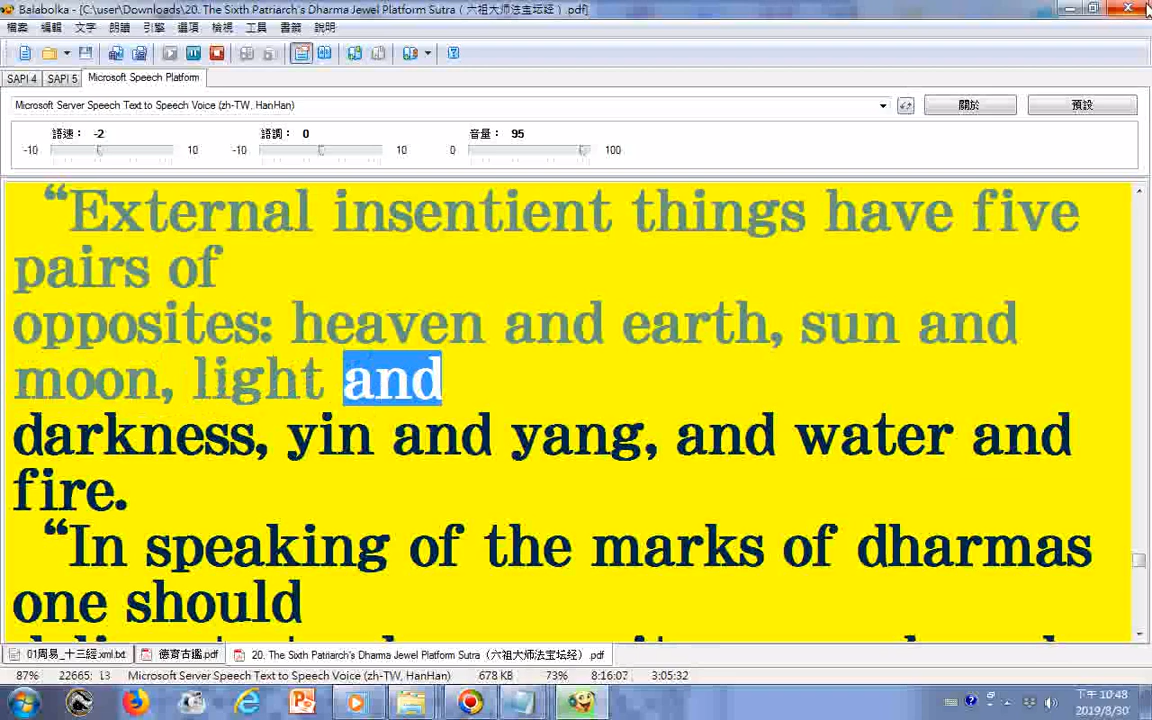 Balabolka - [C:\user\Downloads\20. The Sixth Patriarch's Dharma Jewel Platform Sutra（六祖大师法宝坛经）.pdf]
檔案 編輯 文字 朗讀 引擎 選項 檢視 工具 書籤 說明
SAPI 4 SAPI 5 Microsoft Speech Platform
Microsoft Server Speech Text to Speech Voice (zh-TW, HanHan) 關於 預設
語速： -2 語調： 0 音量： 95
-10 10 -10 10 0 100
“External insentient things have five
pairs of
opposites: heaven and earth, sun and
moon, light and
darkness, yin and yang, and water and
fire.
“In speaking of the marks of dharmas
one should
01周易_十三經.xml.txt 德育古鑑.pdf 20. The Sixth Patriarch's Dharma Jewel Platform Sutra（六祖大师法宝坛经）.pdf
87% 22665: 13 Microsoft Server Speech Text to Speech Voice (zh-TW, HanHan) 678 KB 73% 8:16:07 3:05:32
下午 10:48
2019/8/30